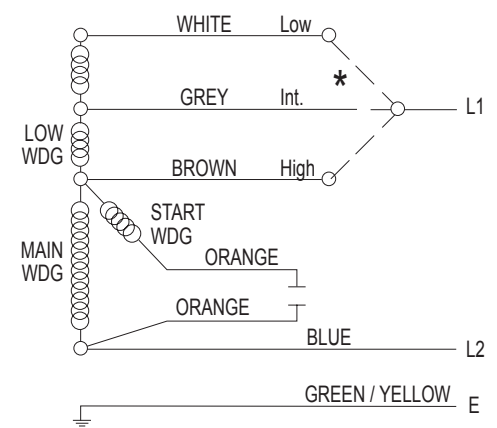 WHITE Low
*
GREY Int. L1
LOW
WDG
BROWN High
START
WDG
MAIN
WDG
ORANGE
ORANGE
BLUE L2
GREEN / YELLOW E